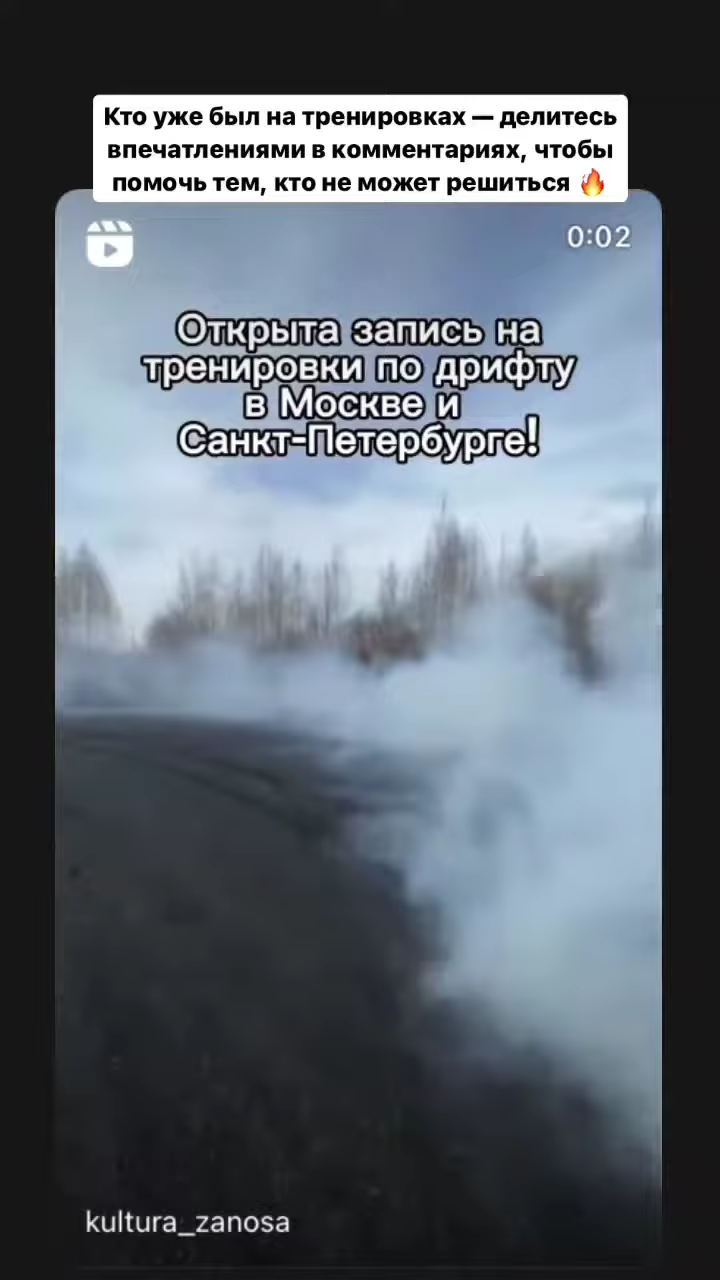 Кто уже был на тренировках — делитесь
впечатлениями в комментариях, чтобы
помочь тем, кто не может решиться 🔥
0:02
Открыта запись на
тренировки по дрифту
в Москве и
Санкт-Петербурге!
kultura_zanosa